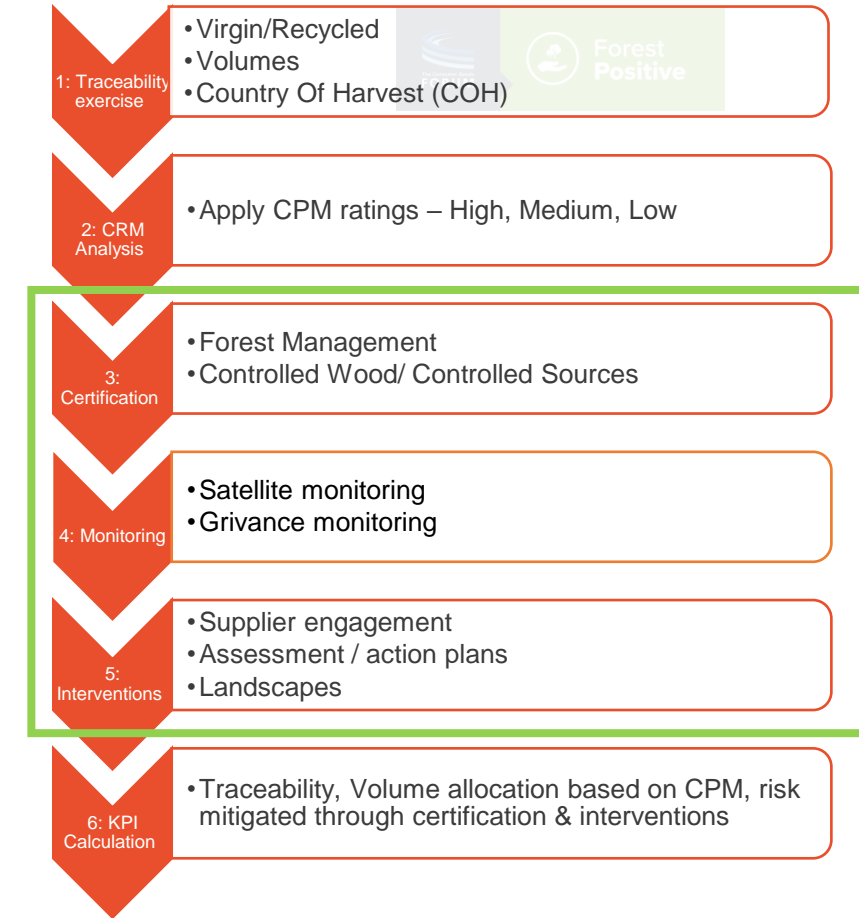 •Virgin/Recycled
•Volumes
•Country Of Harvest (COH)
1: Traceability
exercise
FORUM
Forest
Positive
•Apply CPM ratings – High, Medium, Low
2: CRM
Analysis
•Forest Management
•Controlled Wood/ Controlled Sources
3:
Certification
•Satellite monitoring
•Grivance monitoring
4: Monitoring
•Supplier engagement
•Assessment / action plans
•Landscapes
5:
Interventions
•Traceability, Volume allocation based on CPM, risk
mitigated through certification & interventions
6: KPI
Calculation